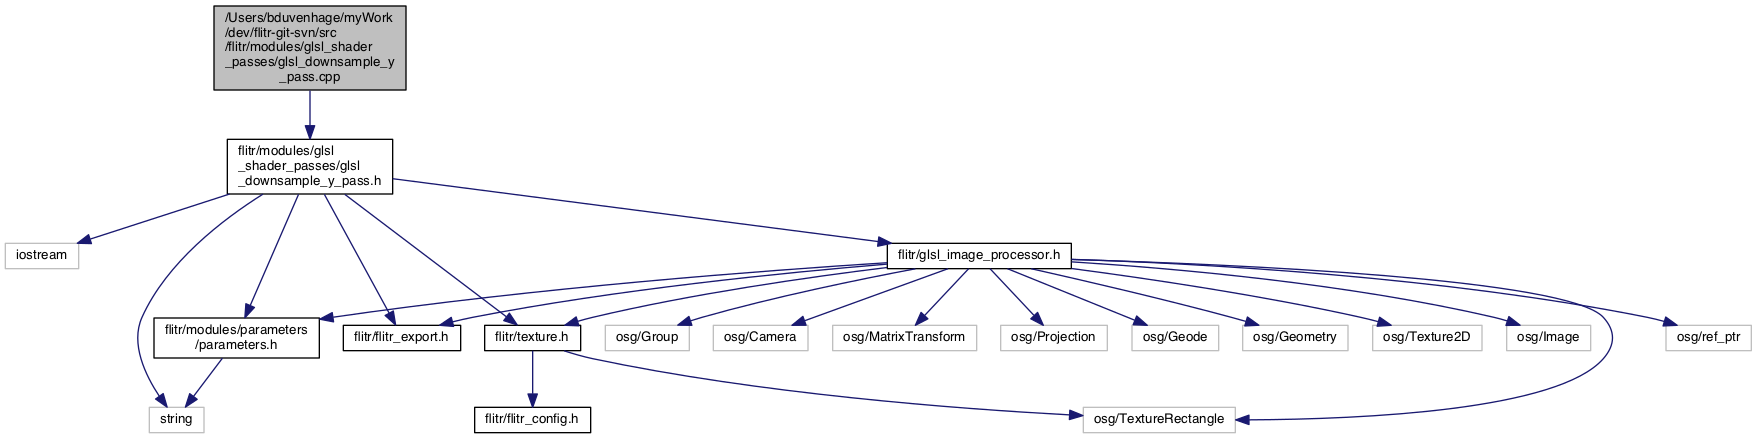 /Users/bduvenhage/myWork
/dev/flitr-git-svn/src
/flitr/modules/glsl_shader
_passes/glsl_downsample_y
_pass.cpp
flitr/modules/glsl
_shader_passes/glsl
_downsample_y_pass.h
iostream
flitr/glsl_image_processor.h
flitr/modules/parameters
/parameters.h
flitr/flitr_export.h
flitr/texture.h
osg/Group
osg/Camera
osg/MatrixTransform
osg/Projection
osg/Geode
osg/Geometry
osg/Texture2D
osg/Image
osg/ref_ptr
string
flitr/flitr_config.h
osg/TextureRectangle